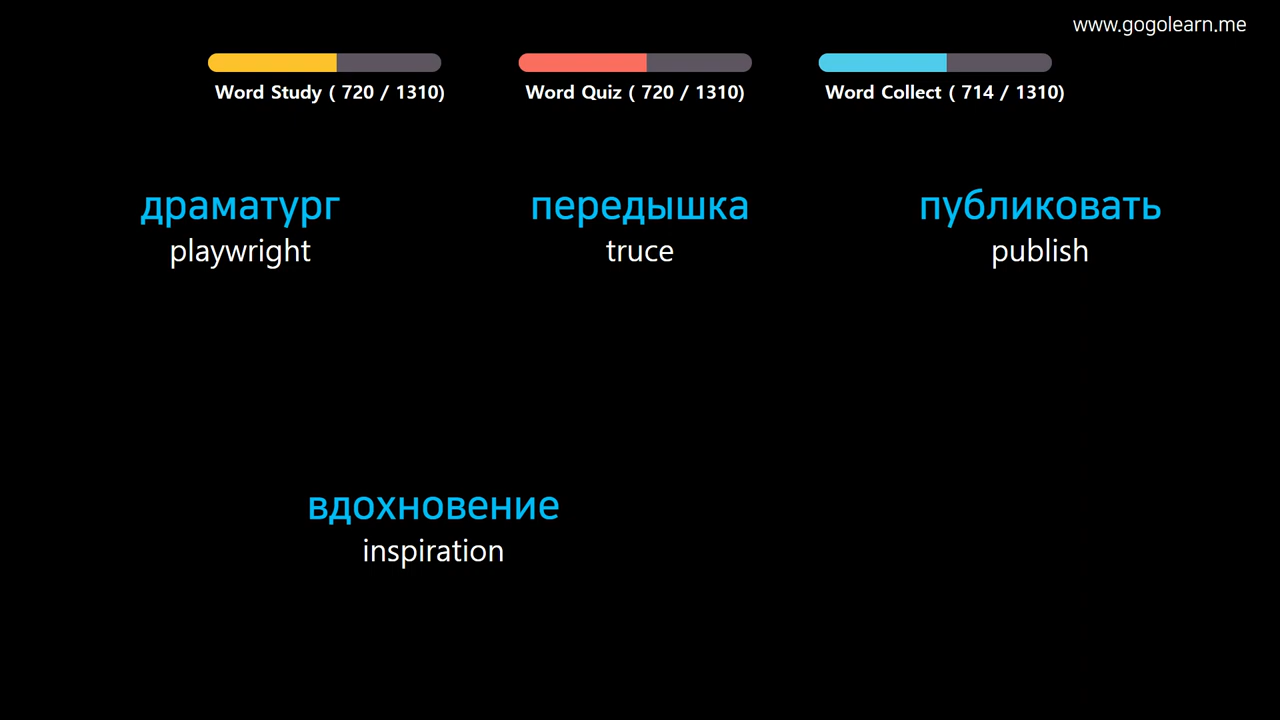 www.gogolearn.me
Word Study ( 720 / 1310)
Word Quiz ( 720 / 1310)
Word Collect ( 714 / 1310)
драматург
playwright
передышка
truce
публиковать
publish
вдохновение
inspiration